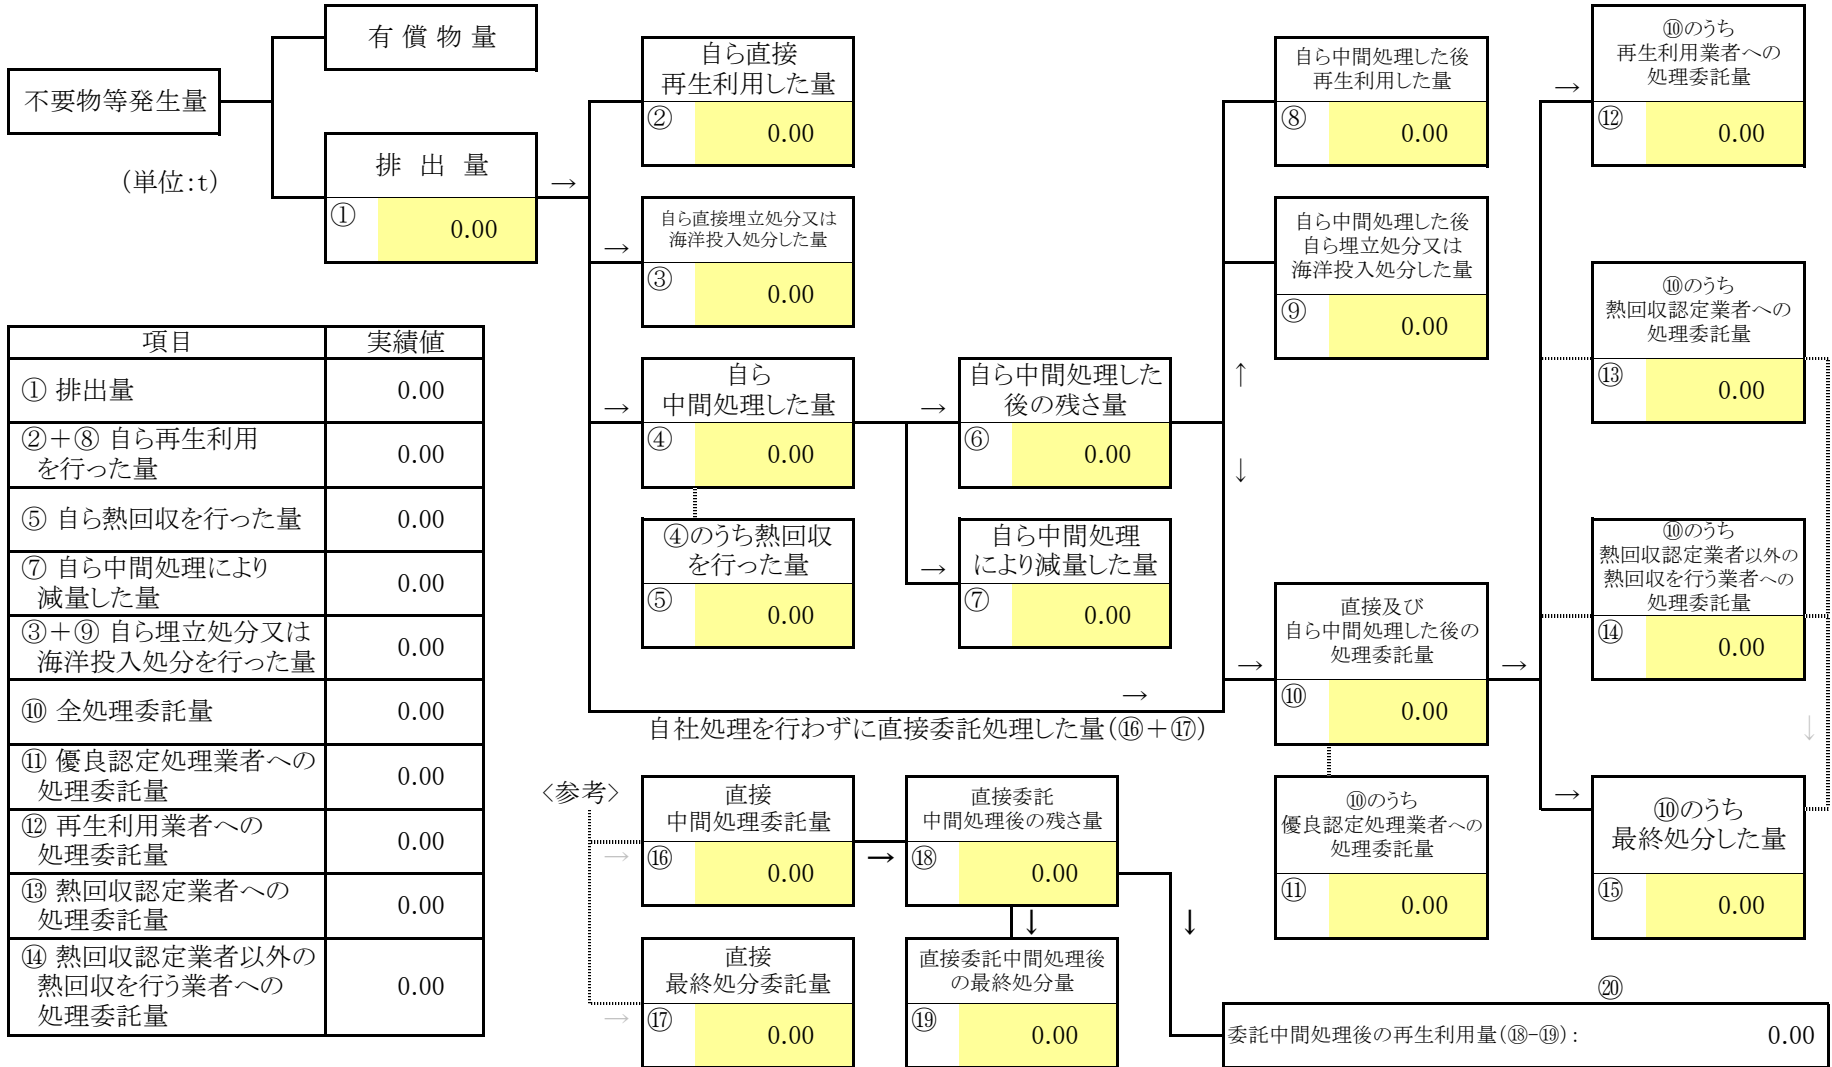 不要物等発生量
(単位:t)
有 償 物 量
排 出 量
① 0.00
自ら直接
再生利用した量
② 0.00
自ら直接埋立処分又は
海洋投入処分した量
③ 0.00
自ら
中間処理した量
④ 0.00
④のうち熱回収
を行った量
⑤ 0.00
自ら中間処理した
後の残さ量
⑥ 0.00
自ら中間処理
により減量した量
⑦ 0.00
自ら中間処理した後
再生利用した量
⑧ 0.00
自ら中間処理した後
自ら埋立処分又は
海洋投入処分した量
⑨ 0.00
直接及び
自ら中間処理した後の
処理委託量
⑩ 0.00
⑩のうち
優良認定処理業者への
処理委託量
⑪ 0.00
⑩のうち
再生利用業者への
処理委託量
⑫ 0.00
⑩のうち
熱回収認定業者への
処理委託量
⑬ 0.00
⑩のうち
熱回収認定業者以外の
熱回収を行う業者への
処理委託量
⑭ 0.00
⑩のうち
最終処分した量
⑮ 0.00
自社処理を行わずに直接委託処理した量(⑯+⑰)
<参考>
直接
中間処理委託量
⑯ 0.00
直接
最終処分委託量
⑰ 0.00
直接委託
中間処理後の残さ量
⑱ 0.00
直接委託中間処理後
の最終処分量
⑲ 0.00
⑳
委託中間処理後の再生利用量(⑱-⑲): 0.00
項目 実績値
① 排出量 0.00
②+⑧ 自ら再生利用
を行った量 0.00
⑤ 自ら熱回収を行った量 0.00
⑦ 自ら中間処理により
減量した量 0.00
③+⑨ 自ら埋立処分又は
海洋投入処分を行った量 0.00
⑩ 全処理委託量 0.00
⑪ 優良認定処理業者への
処理委託量 0.00
⑫ 再生利用業者への
処理委託量 0.00
⑬ 熱回収認定業者への
処理委託量 0.00
⑭ 熱回収認定業者以外の
熱回収を行う業者への
処理委託量 0.00